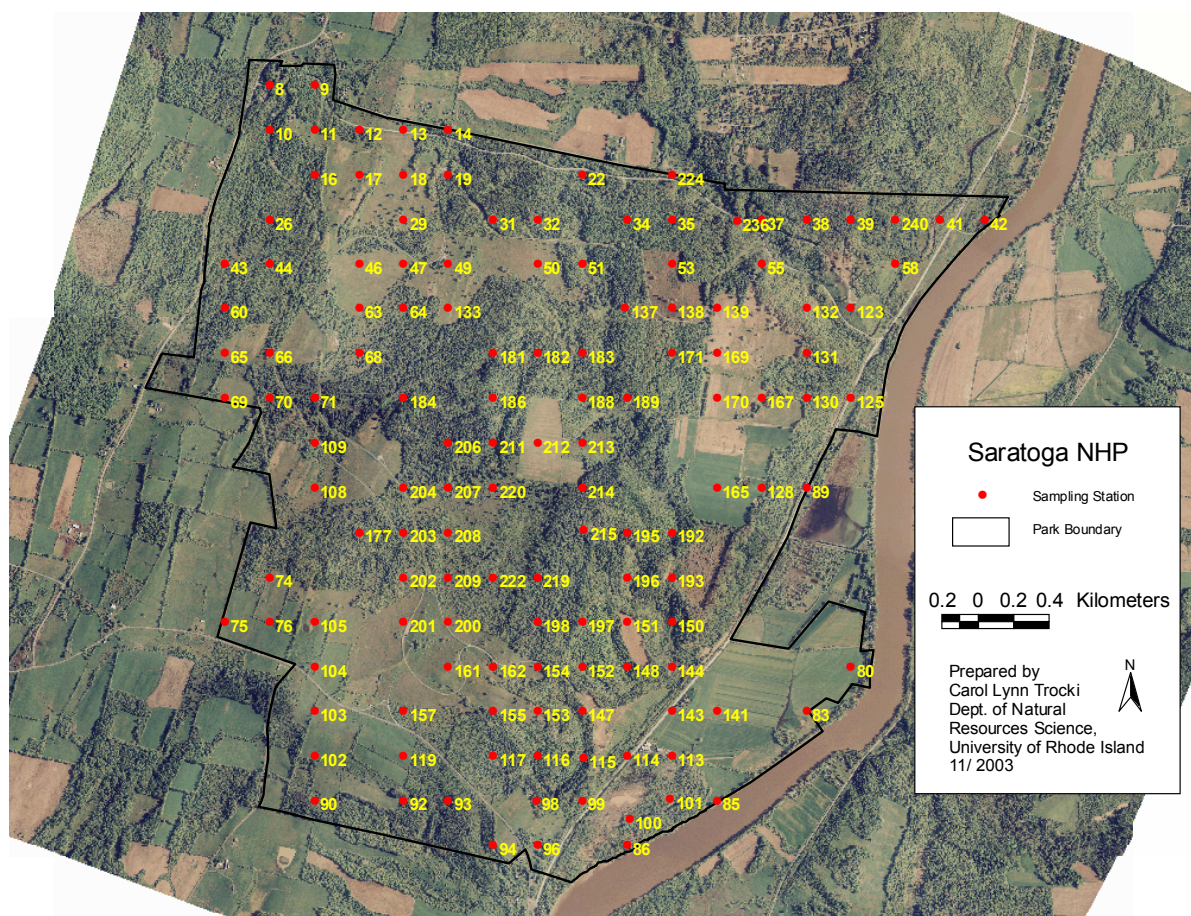 8 9
10 11 12 13 14
16 17 18 19 22 224
26 29 31 32 34 35 236 37 38 39 240 41 42
43 44 46 47 49 50 51 53 55 58
60 63 64 133 137 138 139 132 123
65 66 68 181 182 183 171 169 131
69 70 71 184 186 188 189 170 167 130 125
109 206 211 212 213
108 204 207 220 214 165 128 89
177 203 208 215 195 192
74 202 209 222 219 196 193
75 76 105 201 200 198 197 151 150
104 161 162 154 152 148 144 80
103 157 155 153 147 143 141 83
102 119 117 116 115 114 113
90 92 93 98 99 101 85
100
94 96 86
Saratoga NHP
Sampling Station
Park Boundary
0.2 0 0.2 0.4 Kilometers
Prepared by
Carol Lynn Trocki
Dept. of Natural
Resources Science,
University of Rhode Island
11/ 2003
N